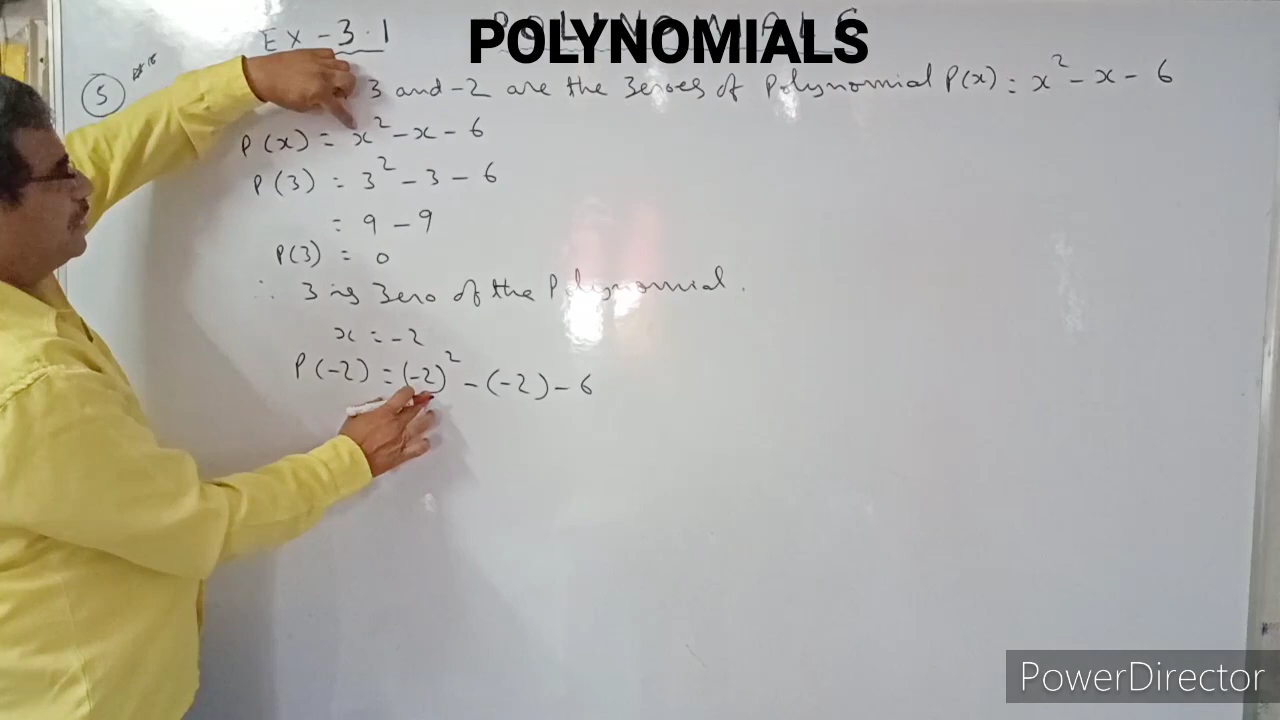 POLYNOMIALS
EX - 3.1
POLYNOMIALS
5 3 and -2 are the zeroes of Polynomial P(x) = x² - x - 6
P(x) = x² - x - 6
P(3) = 3² - 3 - 6
= 9 - 9
P(3) = 0
∴ 3 is zero of the Polynomial.
x = -2
P(-2) = (-2)² - (-2) - 6
PowerDirector